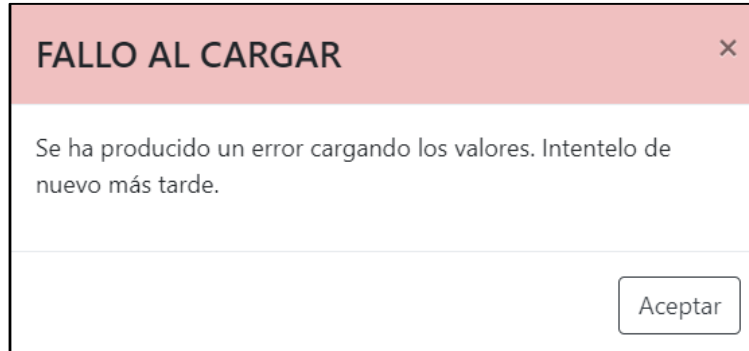 FALLO AL CARGAR ×
Se ha producido un error cargando los valores. Intentelo de
nuevo más tarde.
Aceptar